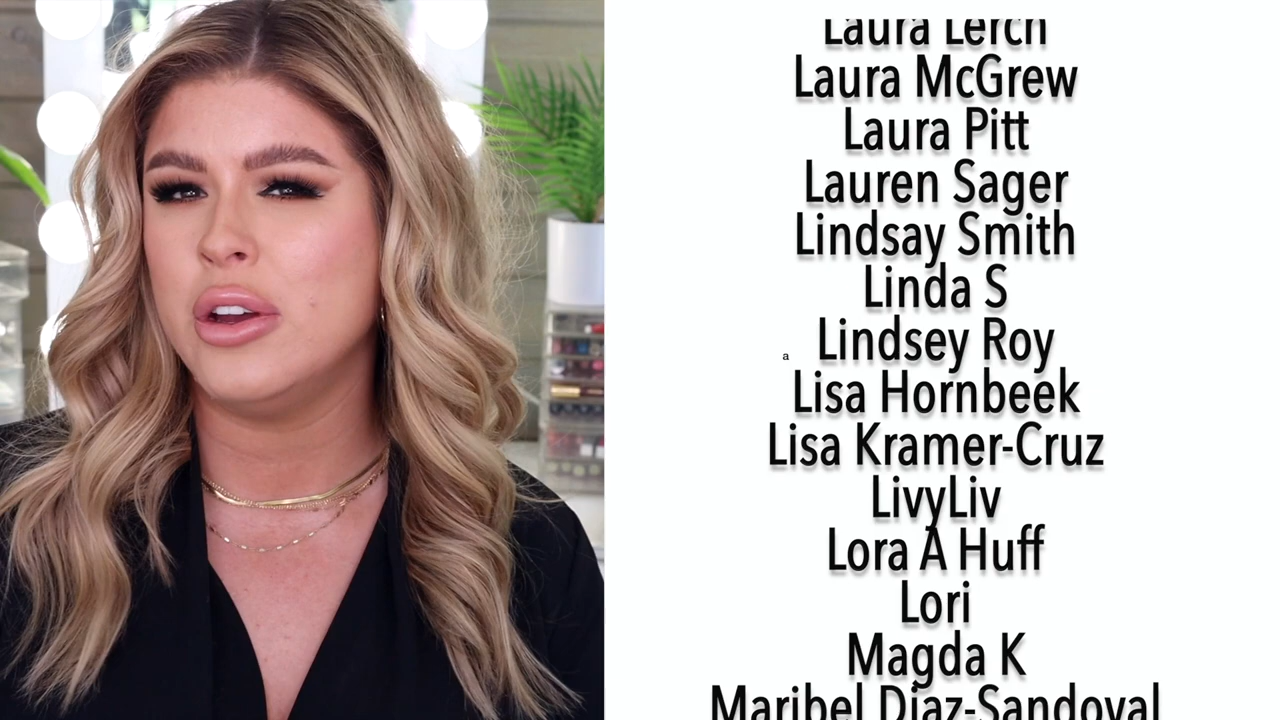 Laura Lerch
Laura McGrew
Laura Pitt
Lauren Sager
Lindsay Smith
Linda S
a Lindsey Roy
Lisa Hornbeek
Lisa Kramer-Cruz
LivyLiv
Lora A Huff
Lori
Magda K
Maribel Diaz-Sandoval